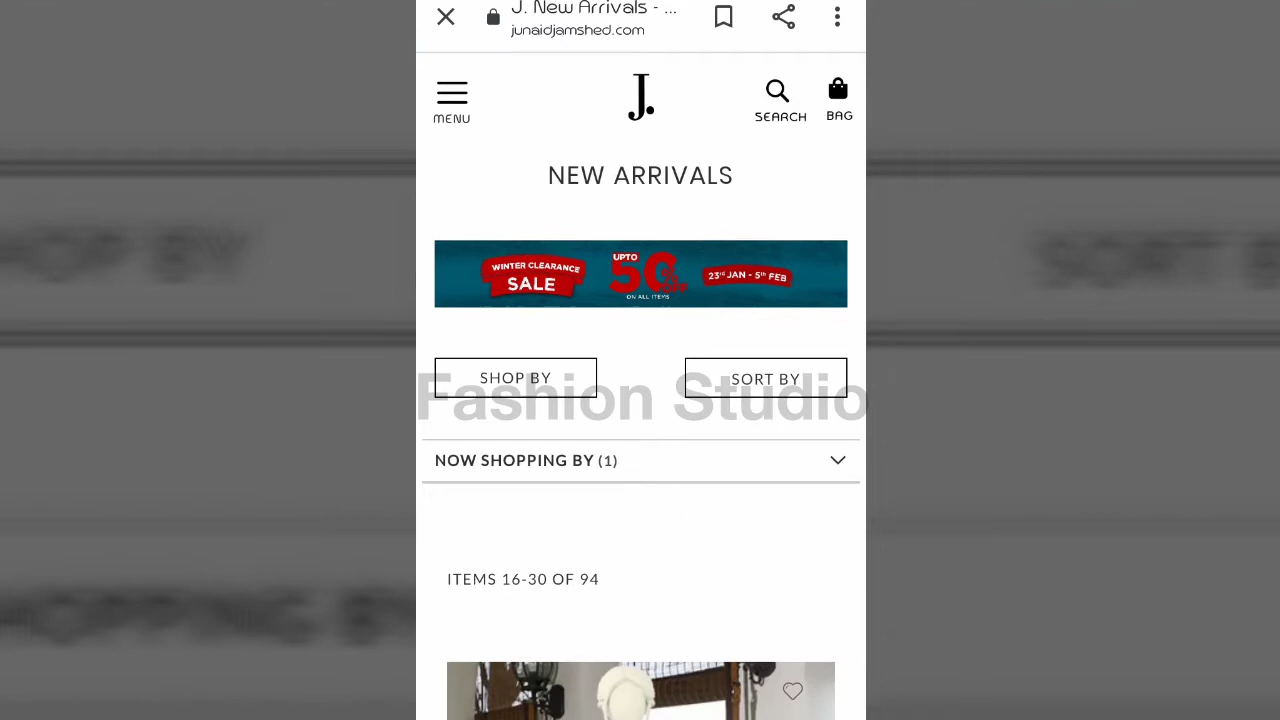 J. New Arrivals - ...
junaidjamshed.com
MENU
J.
SEARCH
BAG
NEW ARRIVALS
WINTER CLEARANCE
SALE
UPTO
50% OFF
ON ALL ITEMS
23rd JAN - 5th FEB
SHOP BY
SORT BY
Fashion Studio
NOW SHOPPING BY (1)
ITEMS 16-30 OF 94